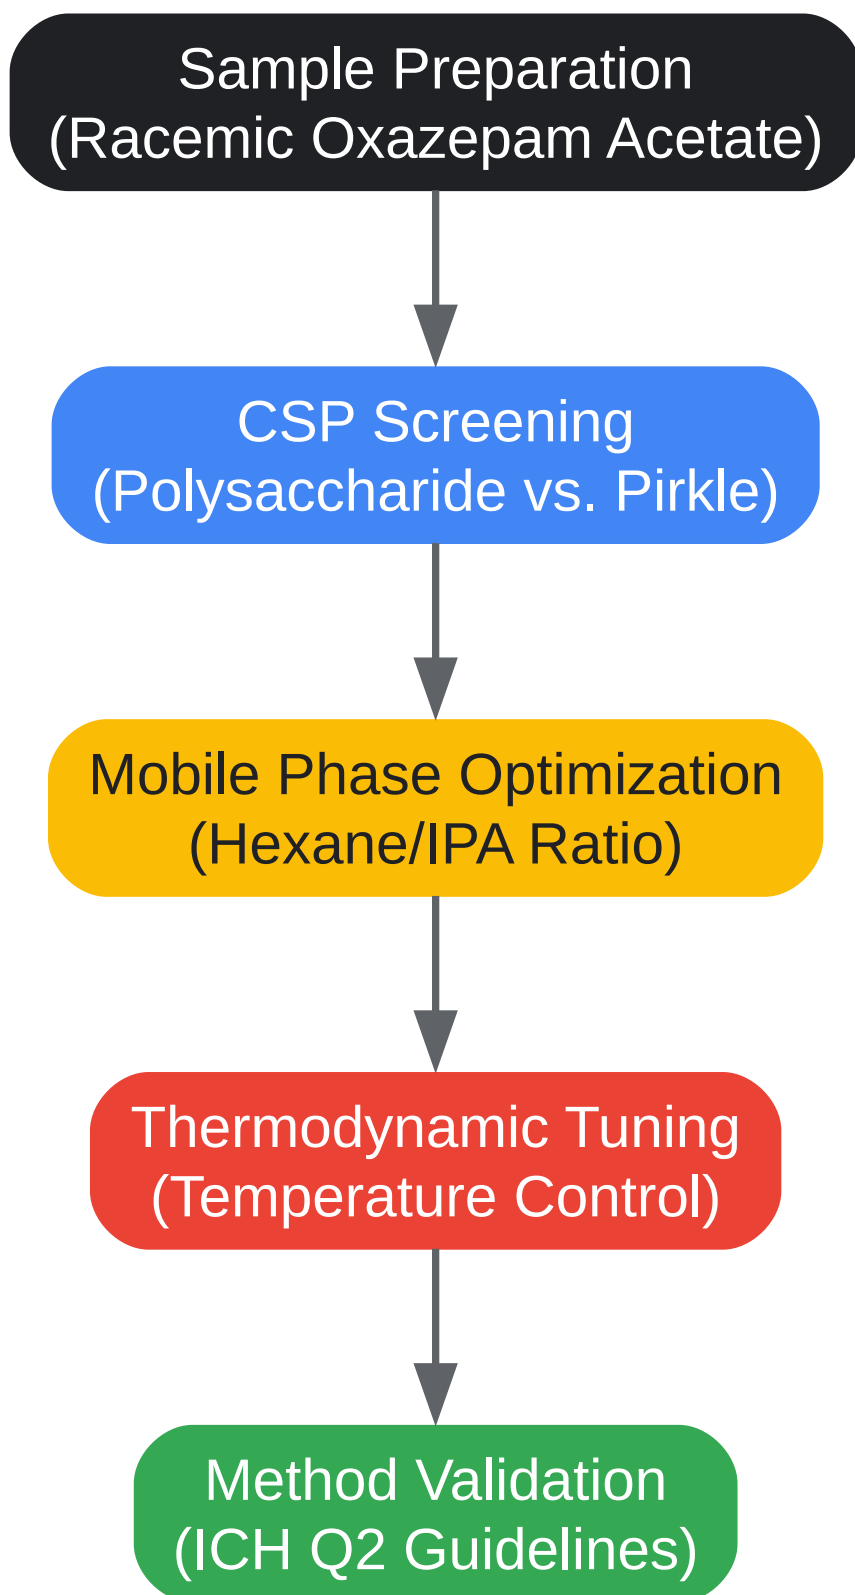 Sample Preparation
(Racemic Oxazepam Acetate)
CSP Screening
(Polysaccharide vs. Pirkle)
Mobile Phase Optimization
(Hexane/IPA Ratio)
Thermodynamic Tuning
(Temperature Control)
Method Validation
(ICH Q2 Guidelines)